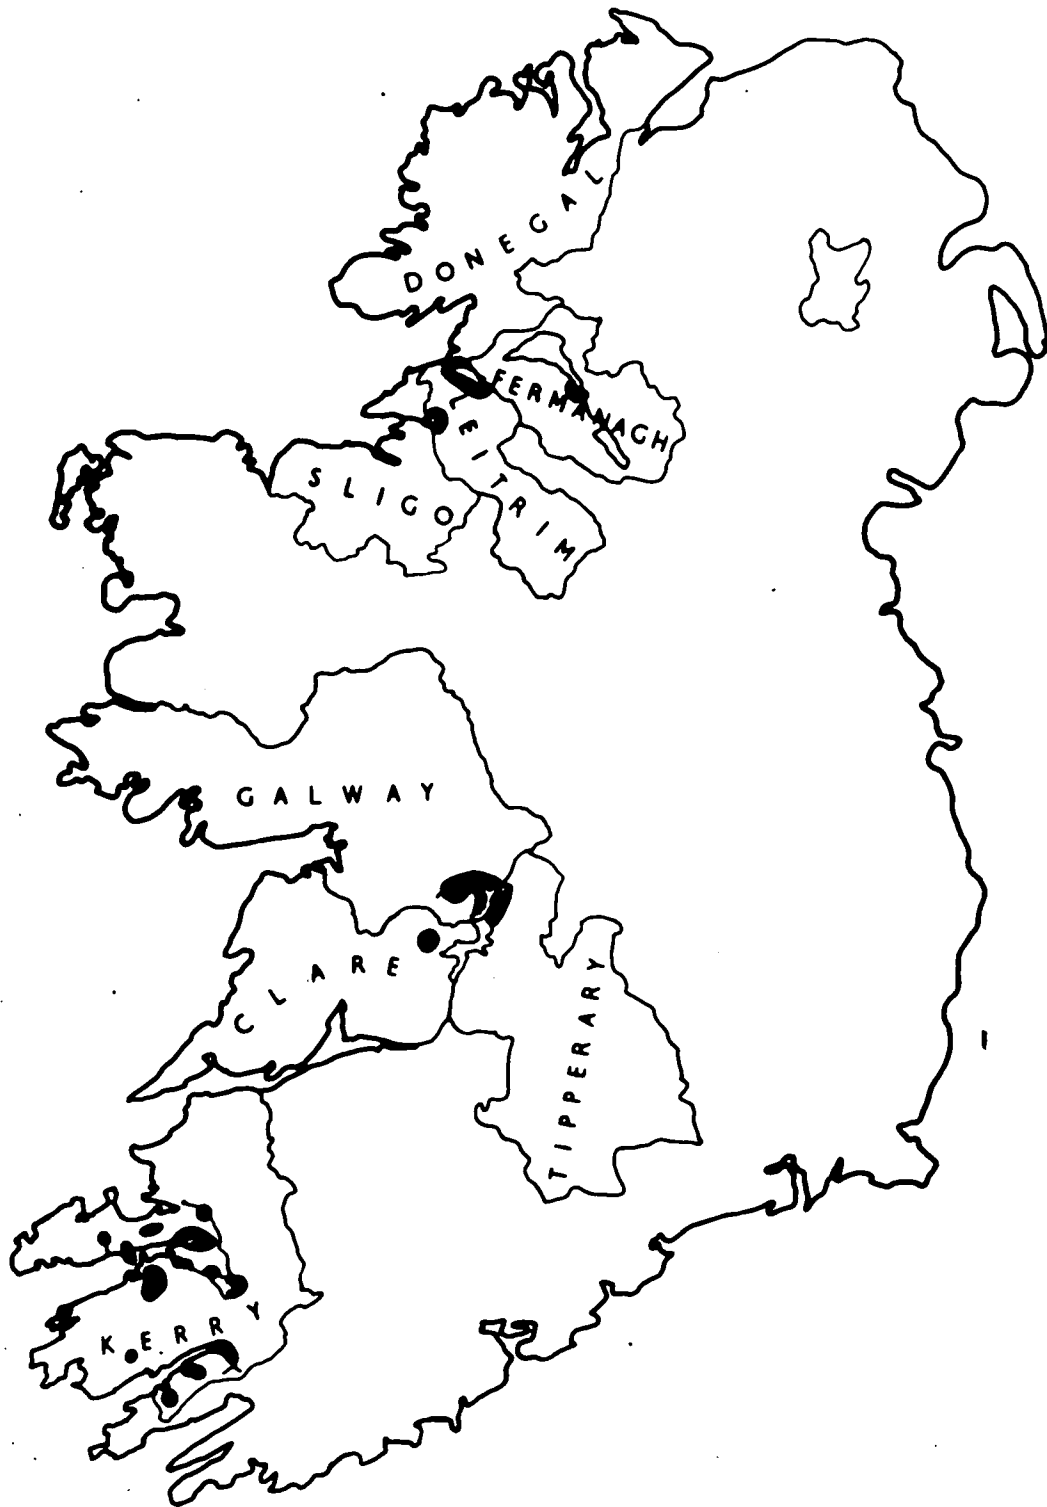 DONEGAL
FERMANAGH
LEITRIM
SLIGO
GALWAY
CLARE
TIPPERARY
KERRY